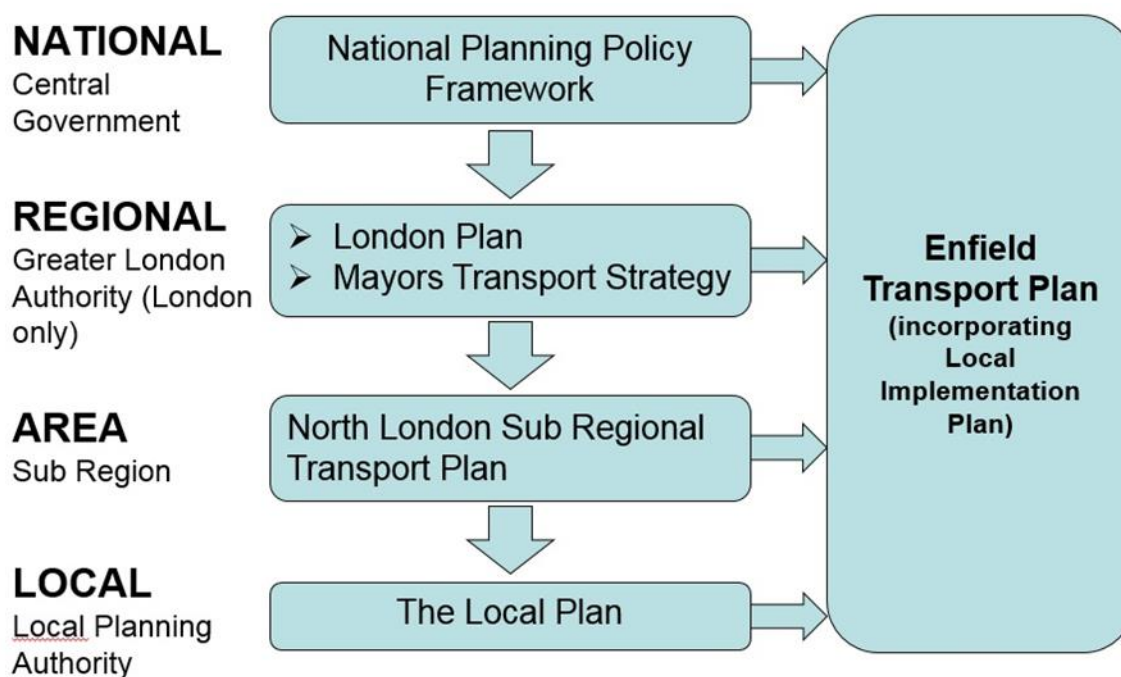 NATIONAL
Central
Government
National Planning Policy
Framework
REGIONAL
Greater London
Authority (London
only)
➢ London Plan
➢ Mayors Transport Strategy
AREA
Sub Region
North London Sub Regional
Transport Plan
LOCAL
Local Planning
Authority
The Local Plan
Enfield
Transport Plan
(incorporating
Local
Implementation
Plan)